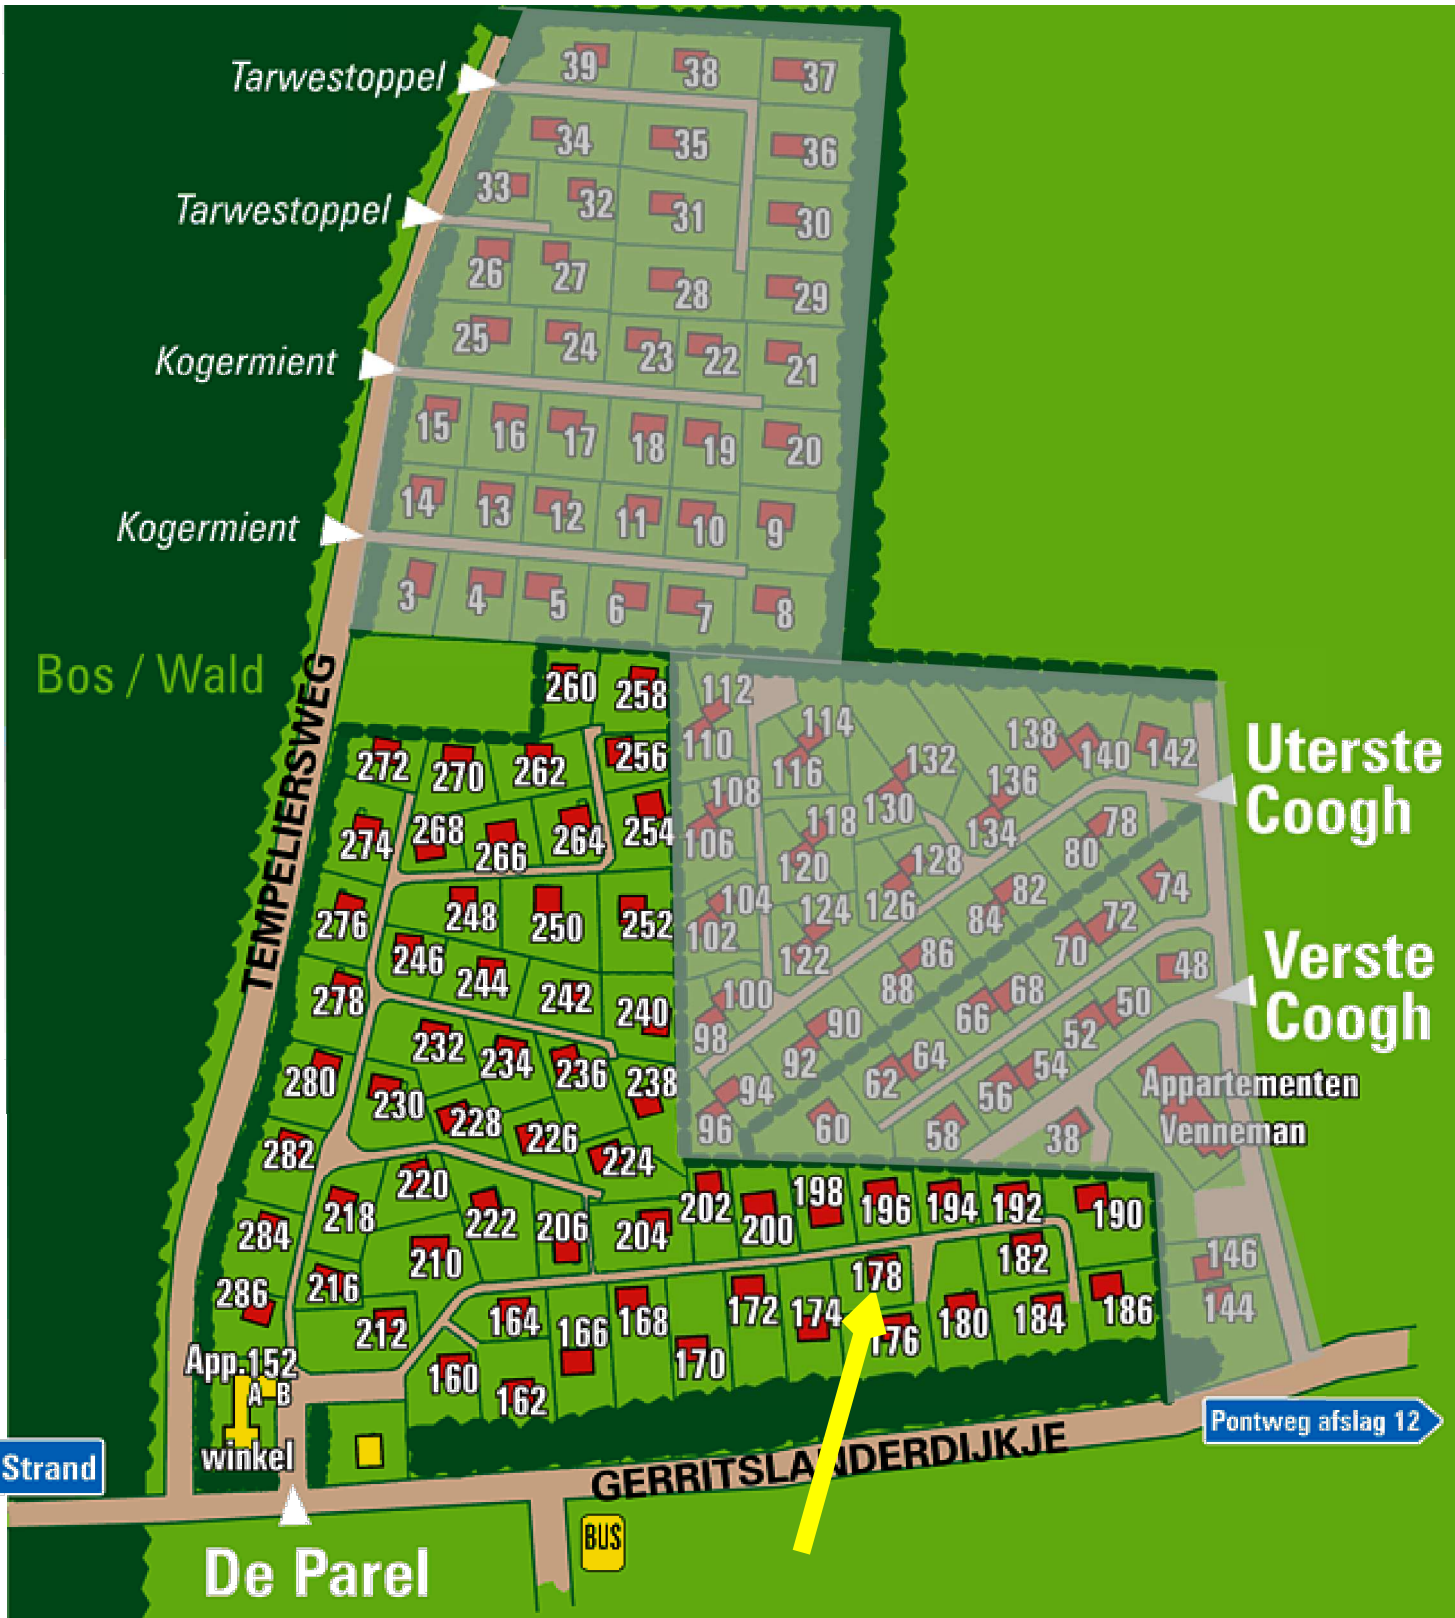 39 38 37
Tarwestoppel
34 35 36
33 32 31 30
Tarwestoppel
26 27 28 29
25 24 23 22 21
Kogermient
15 16 17 18 19 20
14 13 12 11 10 9
Kogermient
3 4 5 6 7 8
Bos / Wald
TEMPELIERSWEG
260 258
272 270 262 256
274 268 266 264 254
276 248 250 252
246 244 242 240
278
232 234 236 238
280 230 228 226 224
282 220 222 206 204
218 210
284 216 212
286
202 200 198 196 194 192 190
178 182
164 166 168 172 174 176 180 184 186
160 162 170
112 114 138 140 142
110 116 132 136
108 118 130 134 78
106 120 128 80
104 124 126 82 74
102 122 84 72
86 70 48
100 88 68 50
98 90 66 52
92 64 54
94 62 56
96 60 58 38
Uterste
Coogh
Verste
Coogh
Appartementen
Venneman
146
144
App.152
A B
winkel
Strand
Pontweg afslag 12
GERRITSLANDERDIJKJE
BUS
De Parel